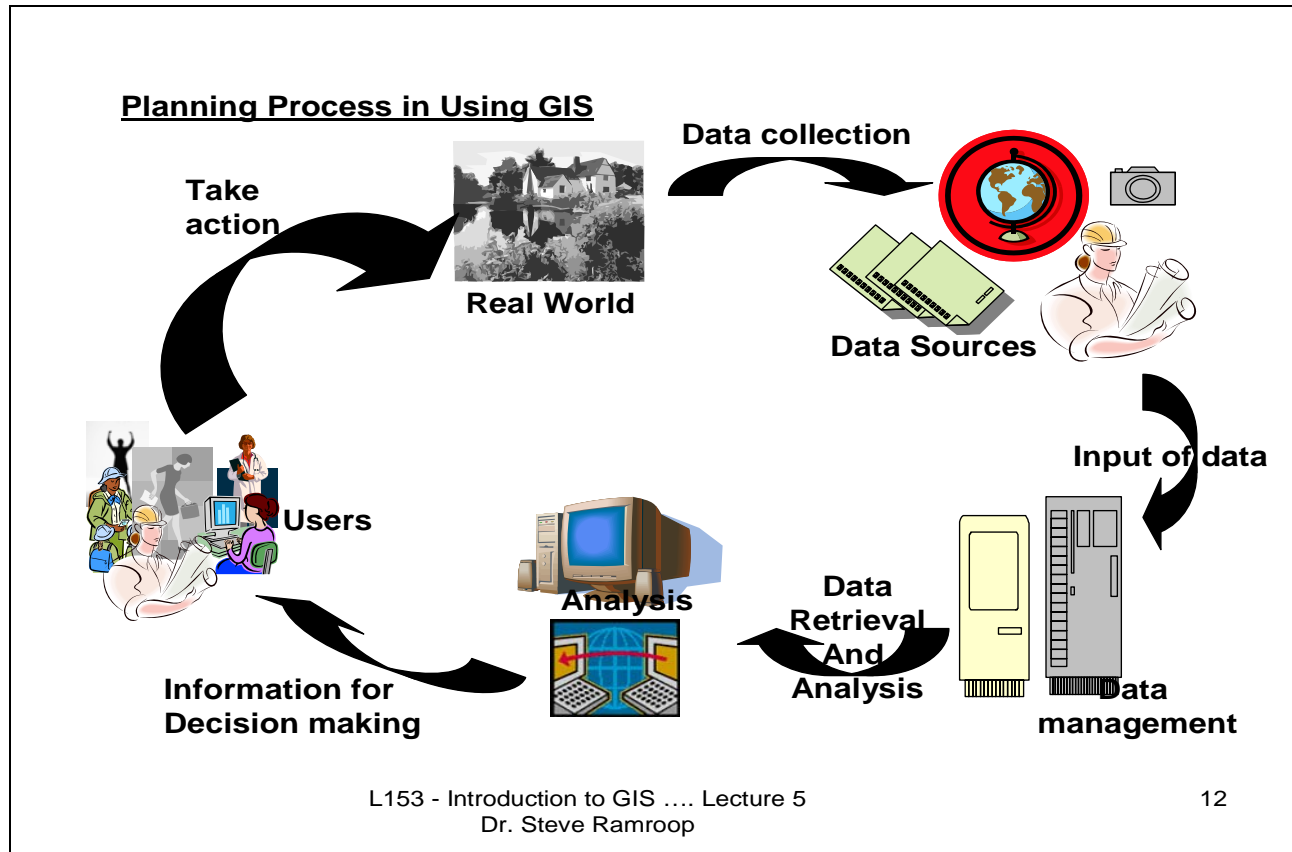 Planning Process in Using GIS
Data collection
Take
action
Real World
Data Sources
Input of data
Users
Analysis
Data
Retrieval
And
Analysis
Data
management
Information for
Decision making
L153 - Introduction to GIS .... Lecture 5
12
Dr. Steve Ramroop